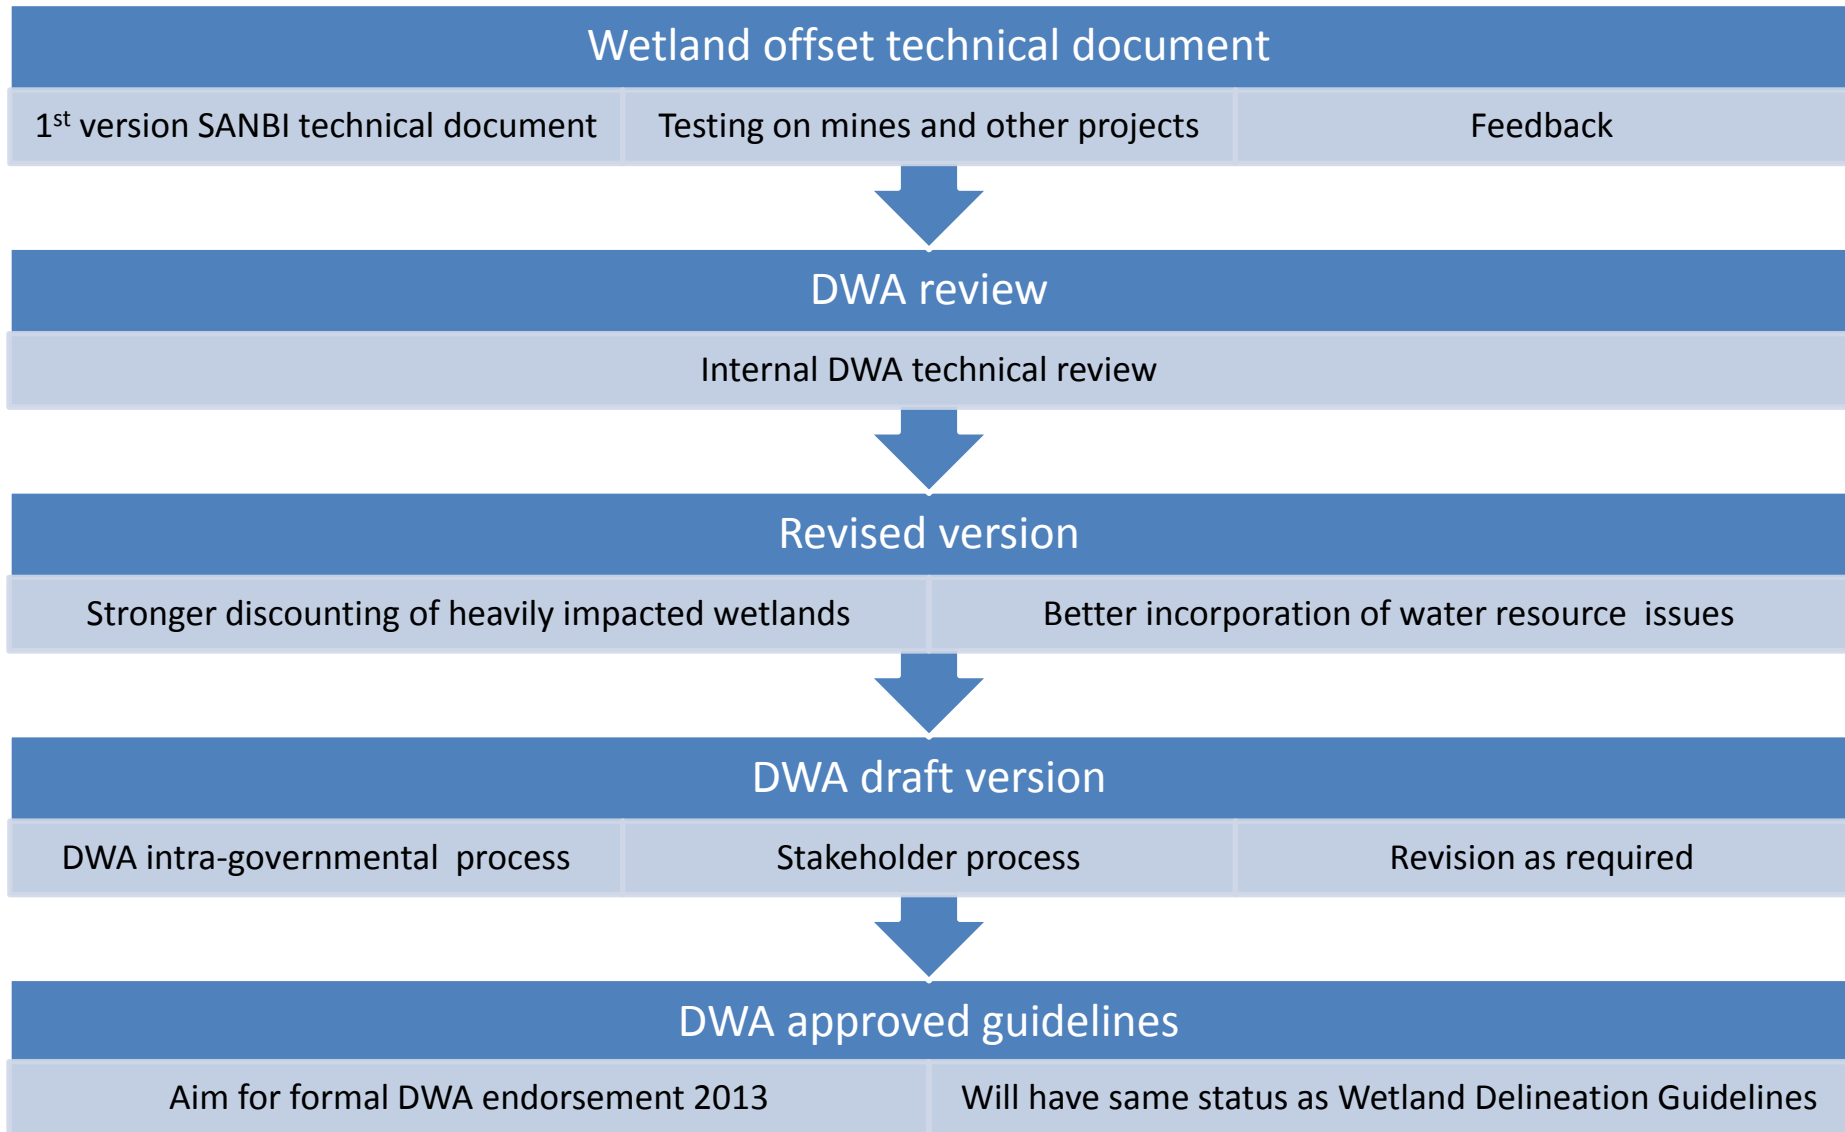 Wetland offset technical document
1st version SANBI technical document
Testing on mines and other projects
Feedback
DWA review
Internal DWA technical review
Revised version
Stronger discounting of heavily impacted wetlands
Better incorporation of water resource  issues
DWA draft version
DWA intra-governmental  process
Stakeholder process
Revision as required
DWA approved guidelines
Aim for formal DWA endorsement 2013
Will have same status as Wetland Delineation Guidelines